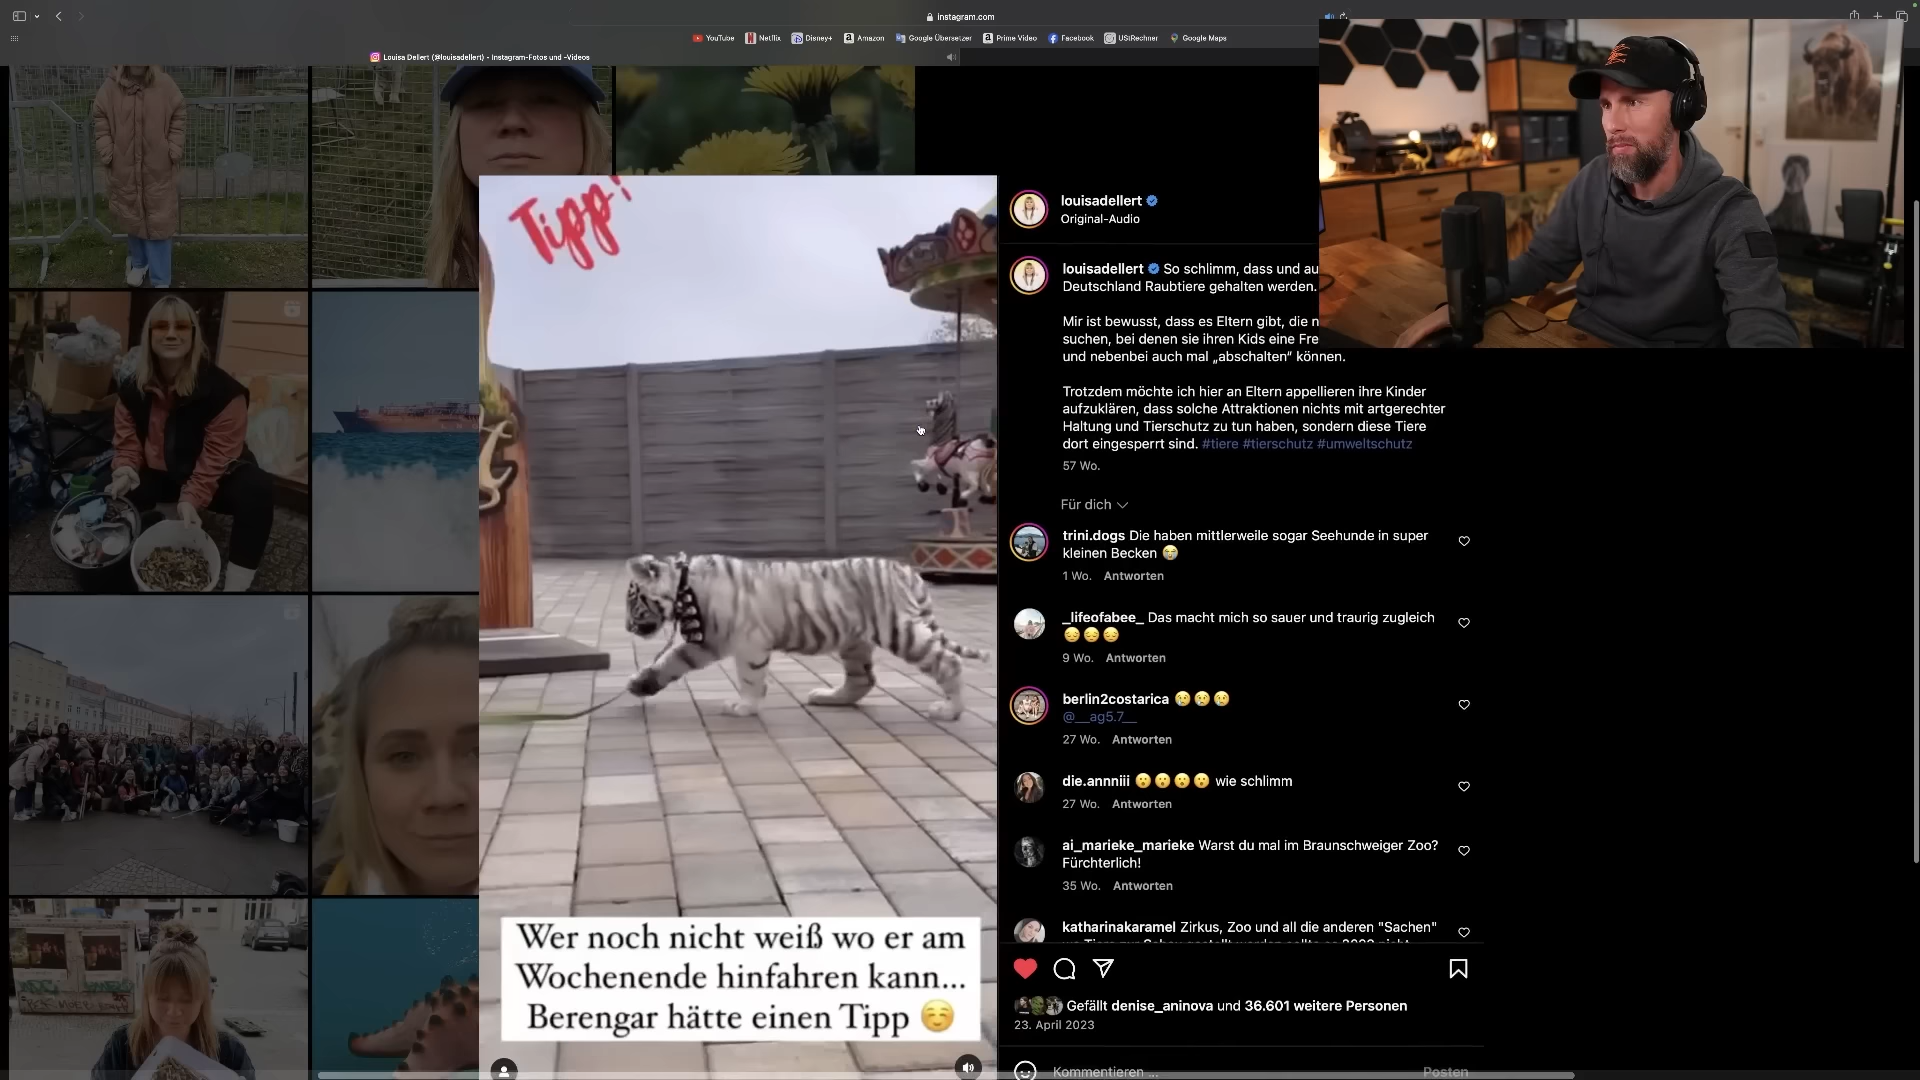 instagram.com
YouTube
Netflix
Disney+
Amazon
Google Übersetzer
Prime Video
Facebook
UStRechner
Google Maps
Louisa Dellert (@louisadellert) • Instagram-Fotos und -Videos
Tipp!
louisadellert
Original-Audio
louisadellert So schlimm, dass und au
Deutschland Raubtiere gehalten werden.
Mir ist bewusst, dass es Eltern gibt, die n
suchen, bei denen sie ihren Kids eine Fre
und nebenbei auch mal „abschalten“ können.
Trotzdem möchte ich hier an Eltern appellieren ihre Kinder
aufzuklären, dass solche Attraktionen nichts mit artgerechter
Haltung und Tierschutz zu tun haben, sondern diese Tiere
dort eingesperrt sind. #tiere #tierschutz #umweltschutz
57 Wo.
Für dich
trini.dogs Die haben mittlerweile sogar Seehunde in super
kleinen Becken 😭
1 Wo. Antworten
_lifeofabee_ Das macht mich so sauer und traurig zugleich
😔😔😔
9 Wo. Antworten
berlin2costarica 😢😢😢
@__ag5.7__
27 Wo. Antworten
die.annniii 😮😮😮😮 wie schlimm
27 Wo. Antworten
ai_marieke_marieke Warst du mal im Braunschweiger Zoo?
Fürchterlich!
35 Wo. Antworten
katharinakaramel Zirkus, Zoo und all die anderen "Sachen"
Wer noch nicht weiß wo er am
Wochenende hinfahren kann...
Berengar hätte einen Tipp ☺️
Gefällt denise_aninova und 36.601 weitere Personen
23. April 2023
Kommentieren ...
Posten